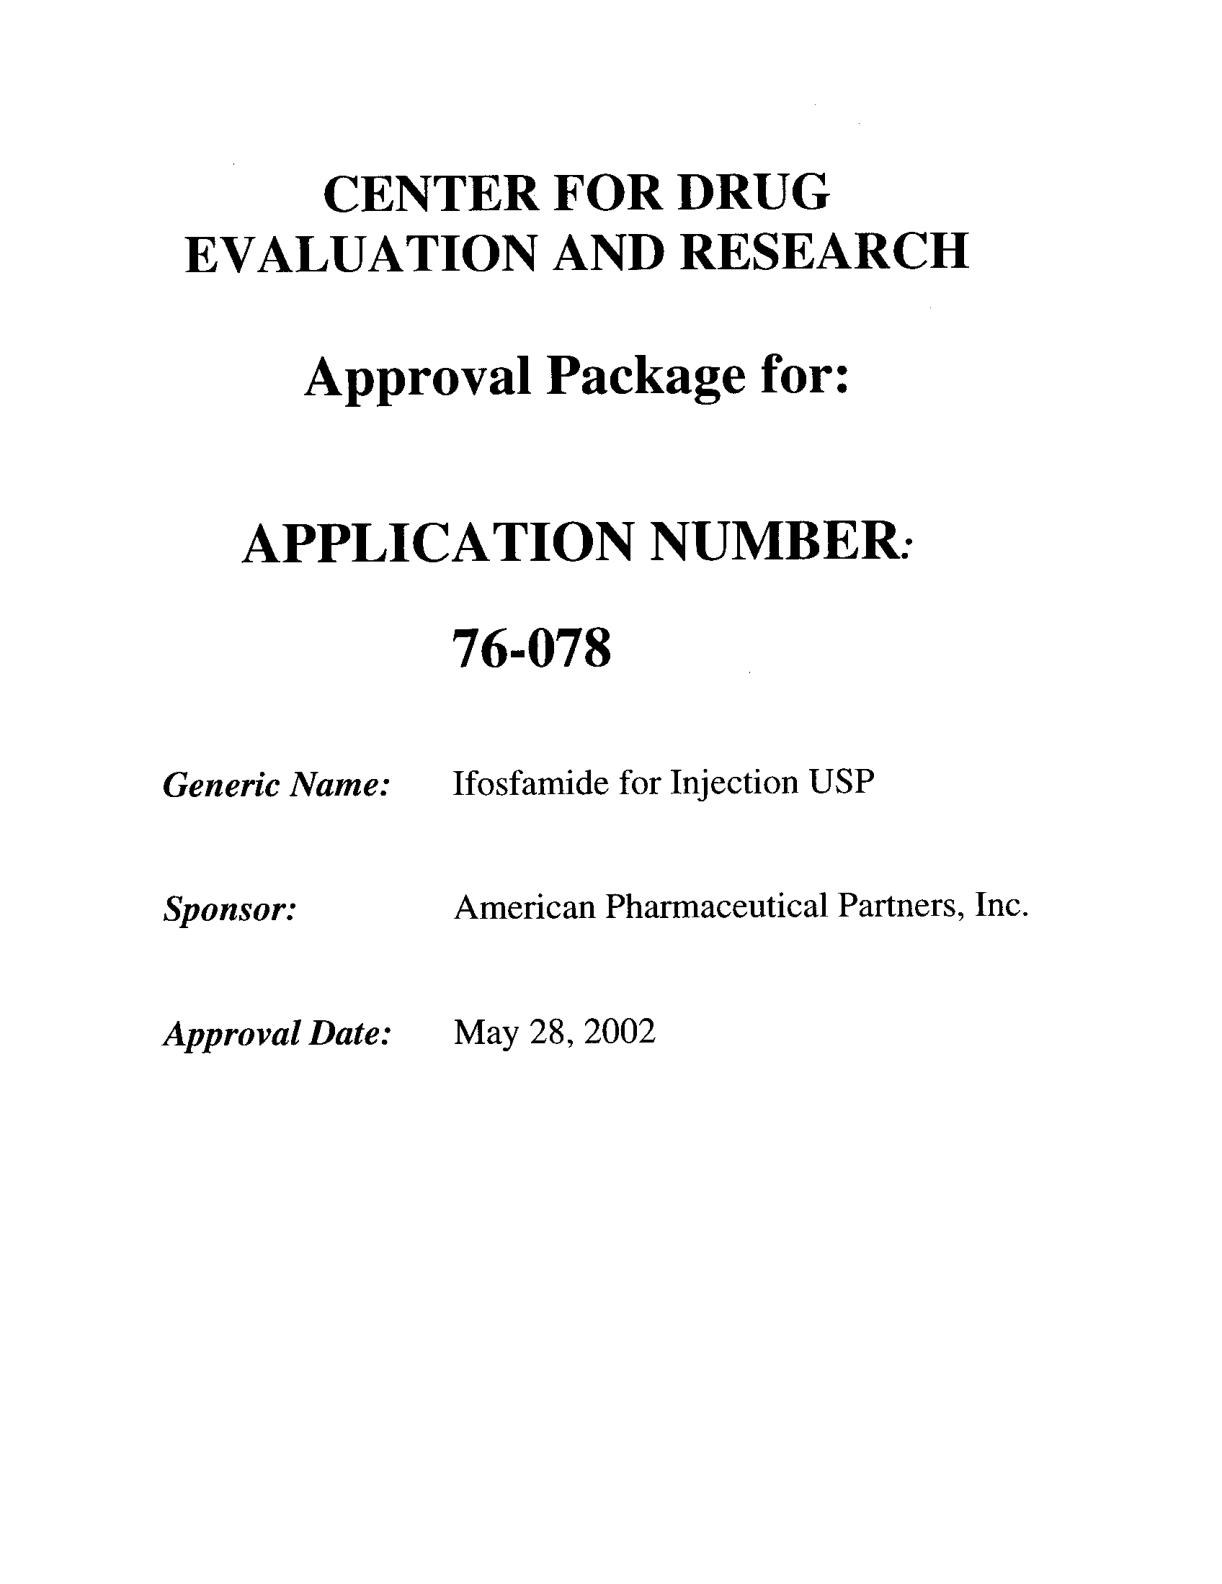 CENTER FOR DRUG
EVALUATION AND RESEARCH
Approval Package for:
APPLICATION NUMBER:
76-078
Generic Name: Ifosfamide for Injection USP
Sponsor: American Pharmaceutical Partners, Inc.
Approval Date: May 28, 2002